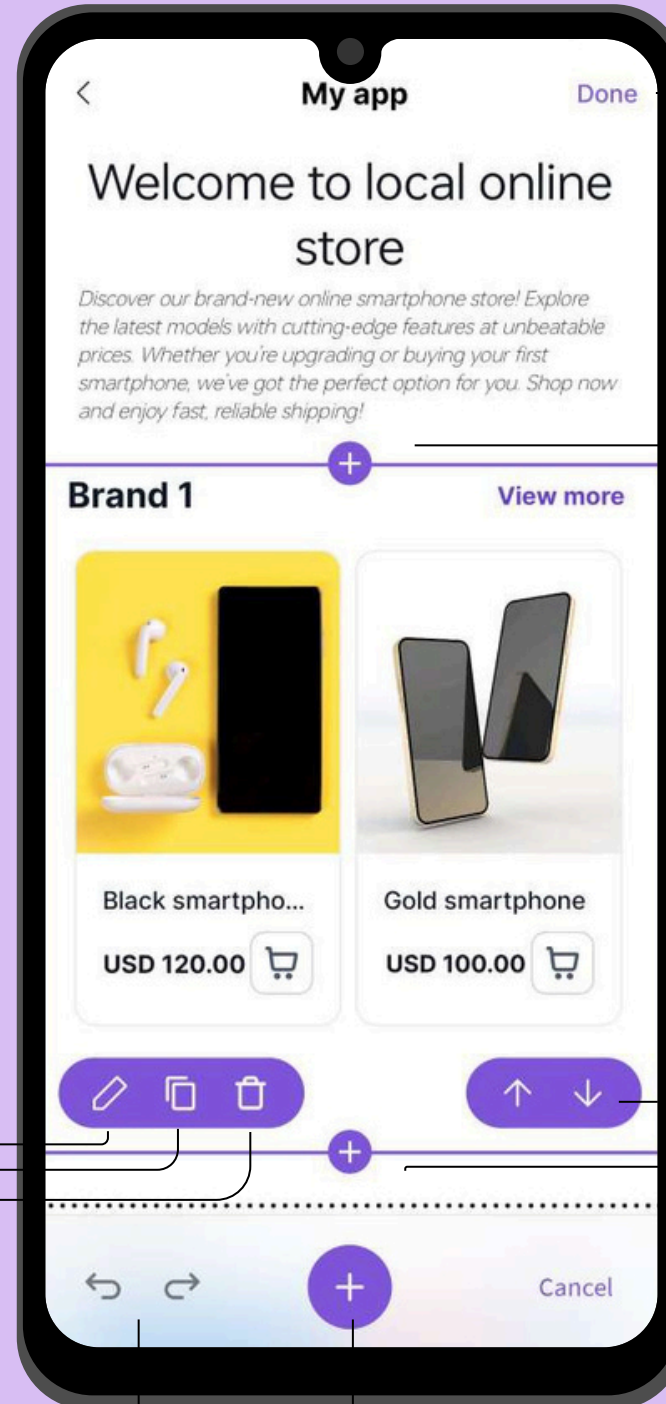 My app
Done
Welcome to local online
store
Discover our brand-new online smartphone store! Explore
the latest models with cutting-edge features at unbeatable
prices. Whether you're upgrading or buying your first
smartphone, we've got the perfect option for you. Shop now
and enjoy fast, reliable shipping!
Brand 1
View more
Black smartpho...
Gold smartphone
USD 120.00
USD 100.00
Cancel